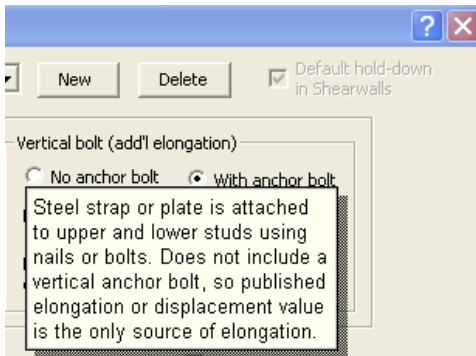 ?
New Delete Default hold-down
in Shearwalls
Vertical bolt (add'l elongation)
No anchor bolt With anchor bolt
Steel strap or plate is attached
to upper and lower studs using
nails or bolts. Does not include a
vertical anchor bolt, so published
elongation or displacement value
is the only source of elongation.